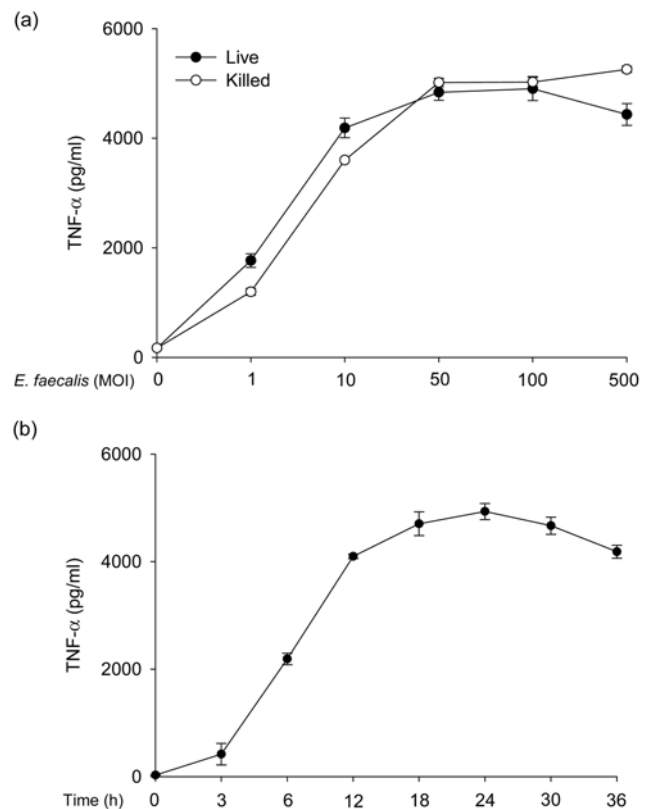 (a)
6000
Live
Killed
4000
TNF-α (pg/ml)
2000
0
E. faecalis (MOI) 0 1 10 50 100 500
(b)
6000
4000
TNF-α (pg/ml)
2000
0
Time (h) 0 3 6 12 18 24 30 36